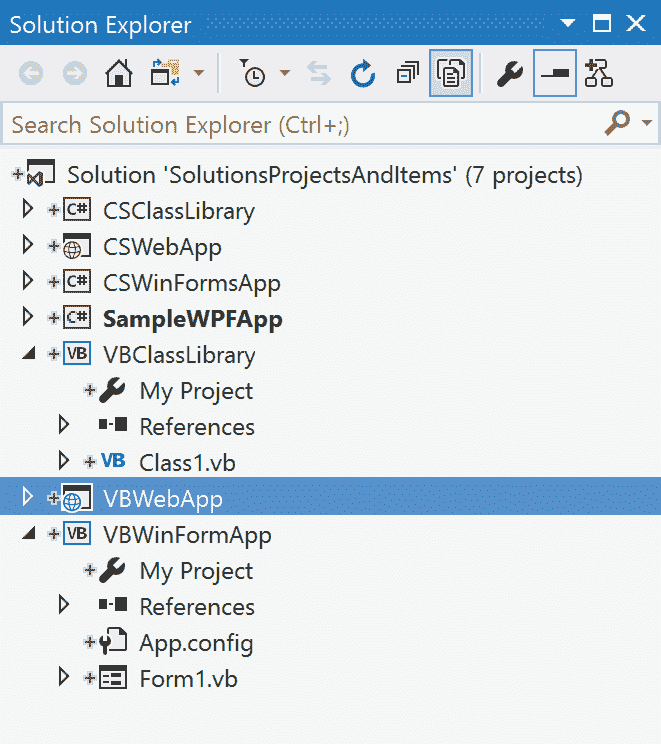 Solution Explorer
Search Solution Explorer (Ctrl+;)
Solution 'SolutionsProjectsAndItems' (7 projects)
C# CSClassLibrary
CSWebApp
C# CSWinFormsApp
C# SampleWPFApp
VB VBClassLibrary
My Project
References
VB Class1.vb
VBWebApp
VB VBWinFormApp
My Project
References
App.config
Form1.vb